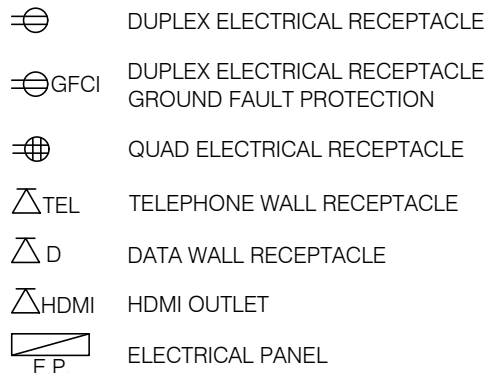 DUPLEX ELECTRICAL RECEPTACLE
GFCI DUPLEX ELECTRICAL RECEPTACLE
GROUND FAULT PROTECTION
QUAD ELECTRICAL RECEPTACLE
TEL TELEPHONE WALL RECEPTACLE
D DATA WALL RECEPTACLE
HDMI HDMI OUTLET
E.P. ELECTRICAL PANEL